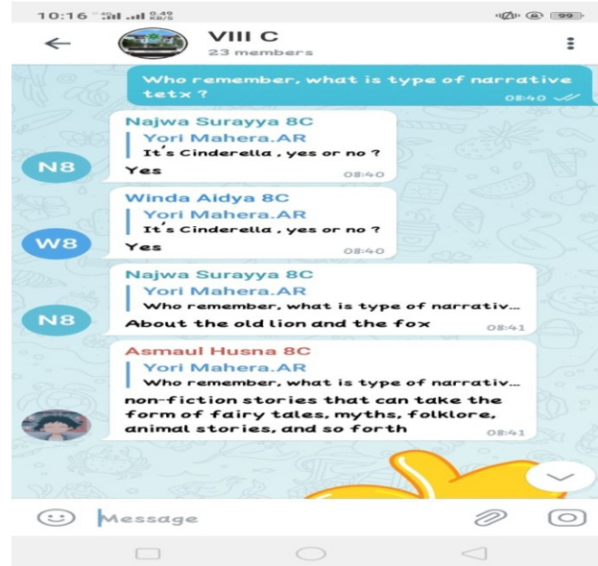 10:16 0.49 KB/S 99
VIII C
23 members
Who remember, what is type of narrative
tetx ?
08:40
Najwa Surayya 8C
Yori Mahera.AR
It's Cinderella , yes or no ?
Yes 08:40
N8
Winda Aidya 8C
Yori Mahera.AR
It's Cinderella , yes or no ?
Yes 08:40
W8
Najwa Surayya 8C
Yori Mahera.AR
Who remember, what is type of narrativ...
About the old lion and the fox 08:41
N8
Asmaul Husna 8C
Yori Mahera.AR
Who remember, what is type of narrativ...
non-fiction stories that can take the
form of fairy tales, myths, folklore,
animal stories, and so forth 08:41
Message